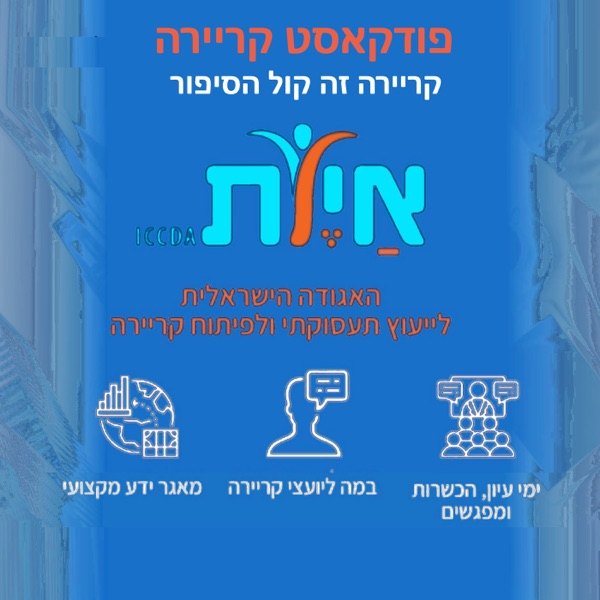 פודקאסט קריירה
קריירה זה קול הסיפור
אַיֶלֶת
ICCDA
האגודה הישראלית
לייעוץ תעסוקתי ולפיתוח קריירה
ימי עיון, הכשרות
ומפגשים
במה ליועצי קריירה
מאגר ידע מקצועי